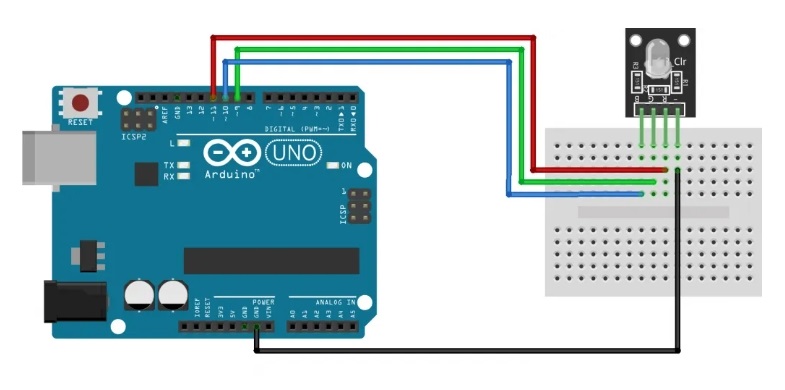 _Clr
R3
R1
B
G
R
-
RESET
ICSP2
AREF
GND
13
12
~11
~10
~9
8
7
~6
~5
4
~3
2
TX▶1
RX◀0
DIGITAL (PWM=~)
L
TX
RX
Arduino™
UNO
ON
ICSP
1
IOREF
RESET
3V3
5V
GND
GND
VIN
POWER
ANALOG IN
A0
A1
A2
A3
A4
A5